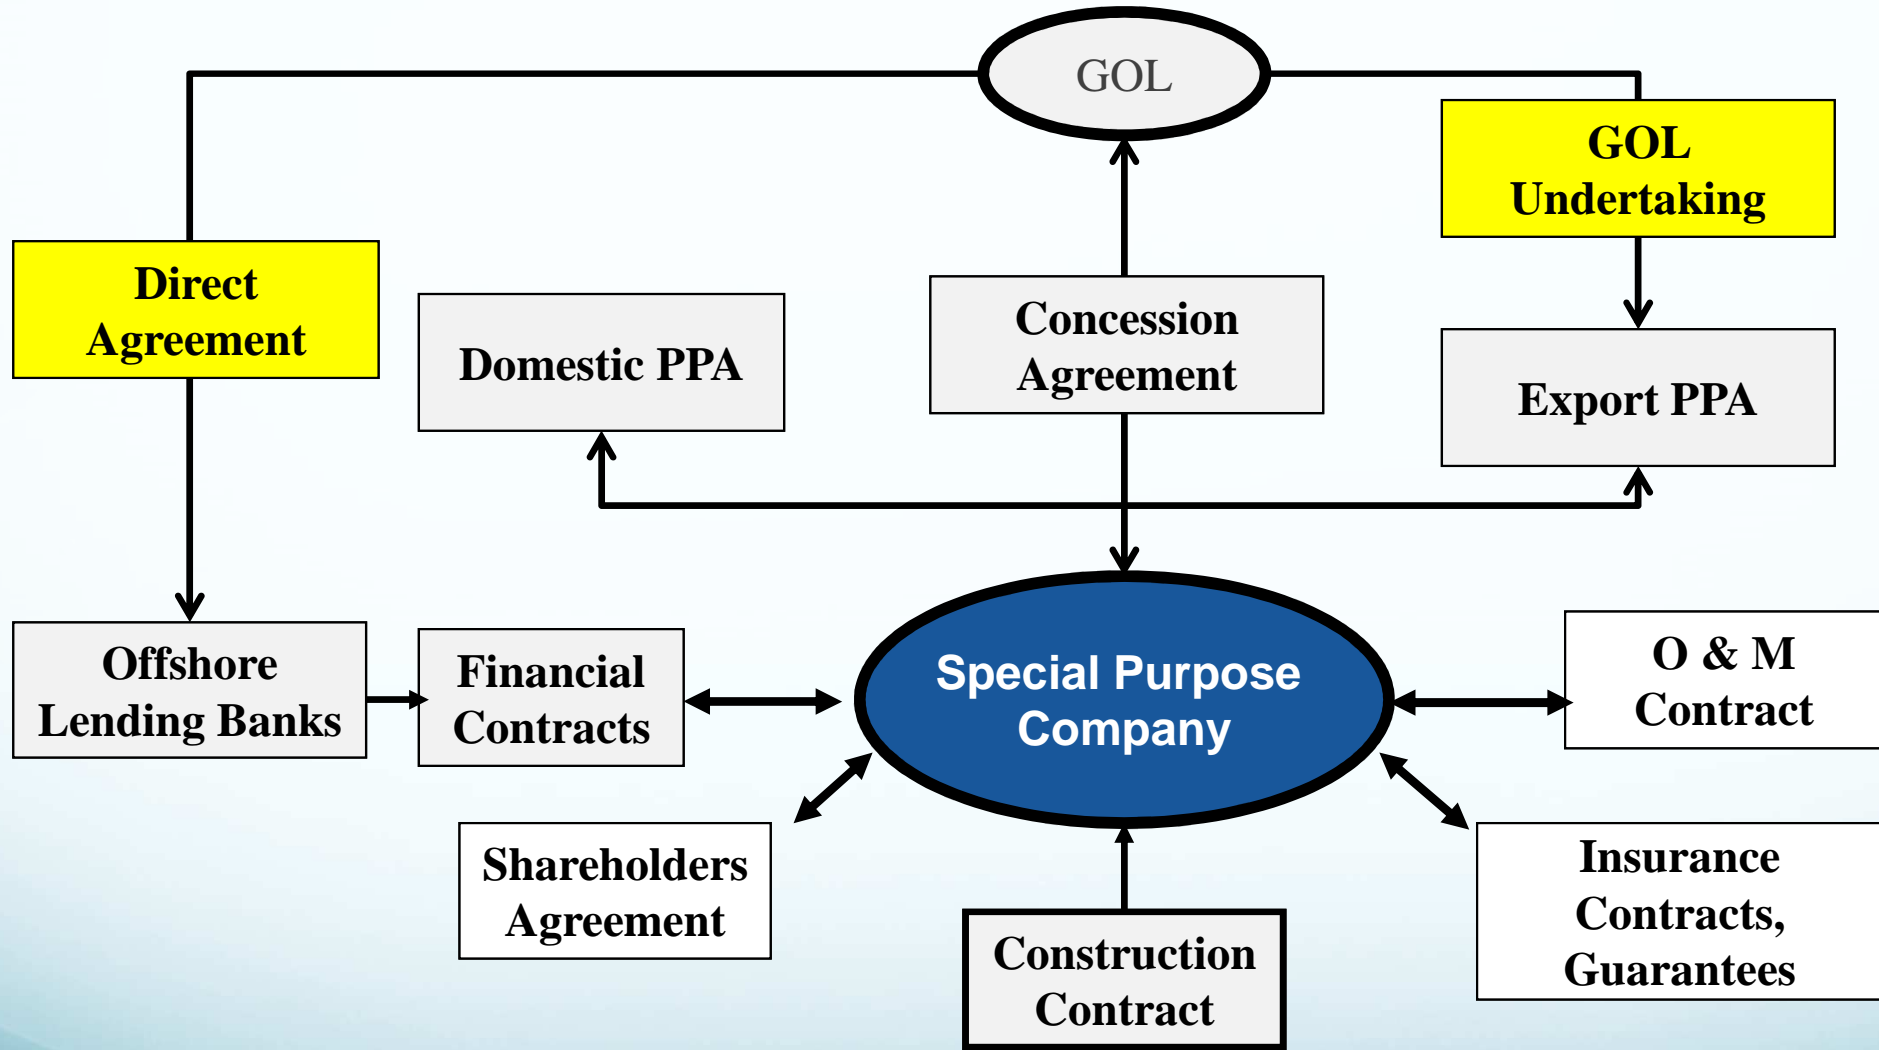 GOL
GOL
Undertaking
Direct
Agreement
Domestic PPA
Concession
Agreement
Export PPA
Offshore
Lending Banks
Financial
Contracts
Special Purpose
Company
O & M
Contract
Shareholders
Agreement
Construction
Contract
Insurance
Contracts,
Guarantees